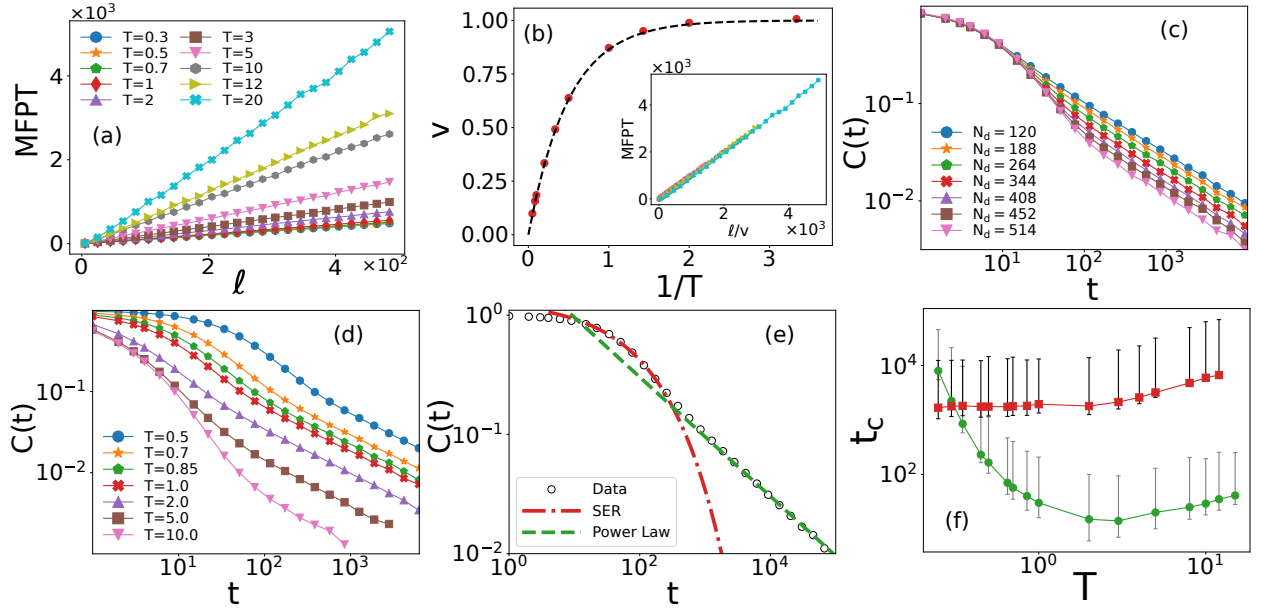 ×10³
6
4
2
0
MFPT
T=0.3
T=0.5
T=0.7
T=1
T=2
T=3
T=5
T=10
T=12
T=20
(a)
0
2
4
×10²
ℓ
(b)
1.00
0.75
0.50
0.25
0.00
v
0
1
2
3
1/T
×10³
4
2
0
MFPT
0
2
4
×10³
ℓ/v
(c)
C(t)
10⁻¹
10⁻²
N_d = 120
N_d = 188
N_d = 264
N_d = 344
N_d = 408
N_d = 452
N_d = 514
10¹
10²
10³
t
(d)
C(t)
10⁻¹
10⁻²
T=0.5
T=0.7
T=0.85
T=1.0
T=2.0
T=5.0
T=10.0
10¹
10²
10³
t
(e)
10⁰
10⁻¹
10⁻²
C(t)
Data
SER
Power Law
10⁰
10²
10⁴
t
t_c
10⁴
10²
(f)
10⁰
10¹
T